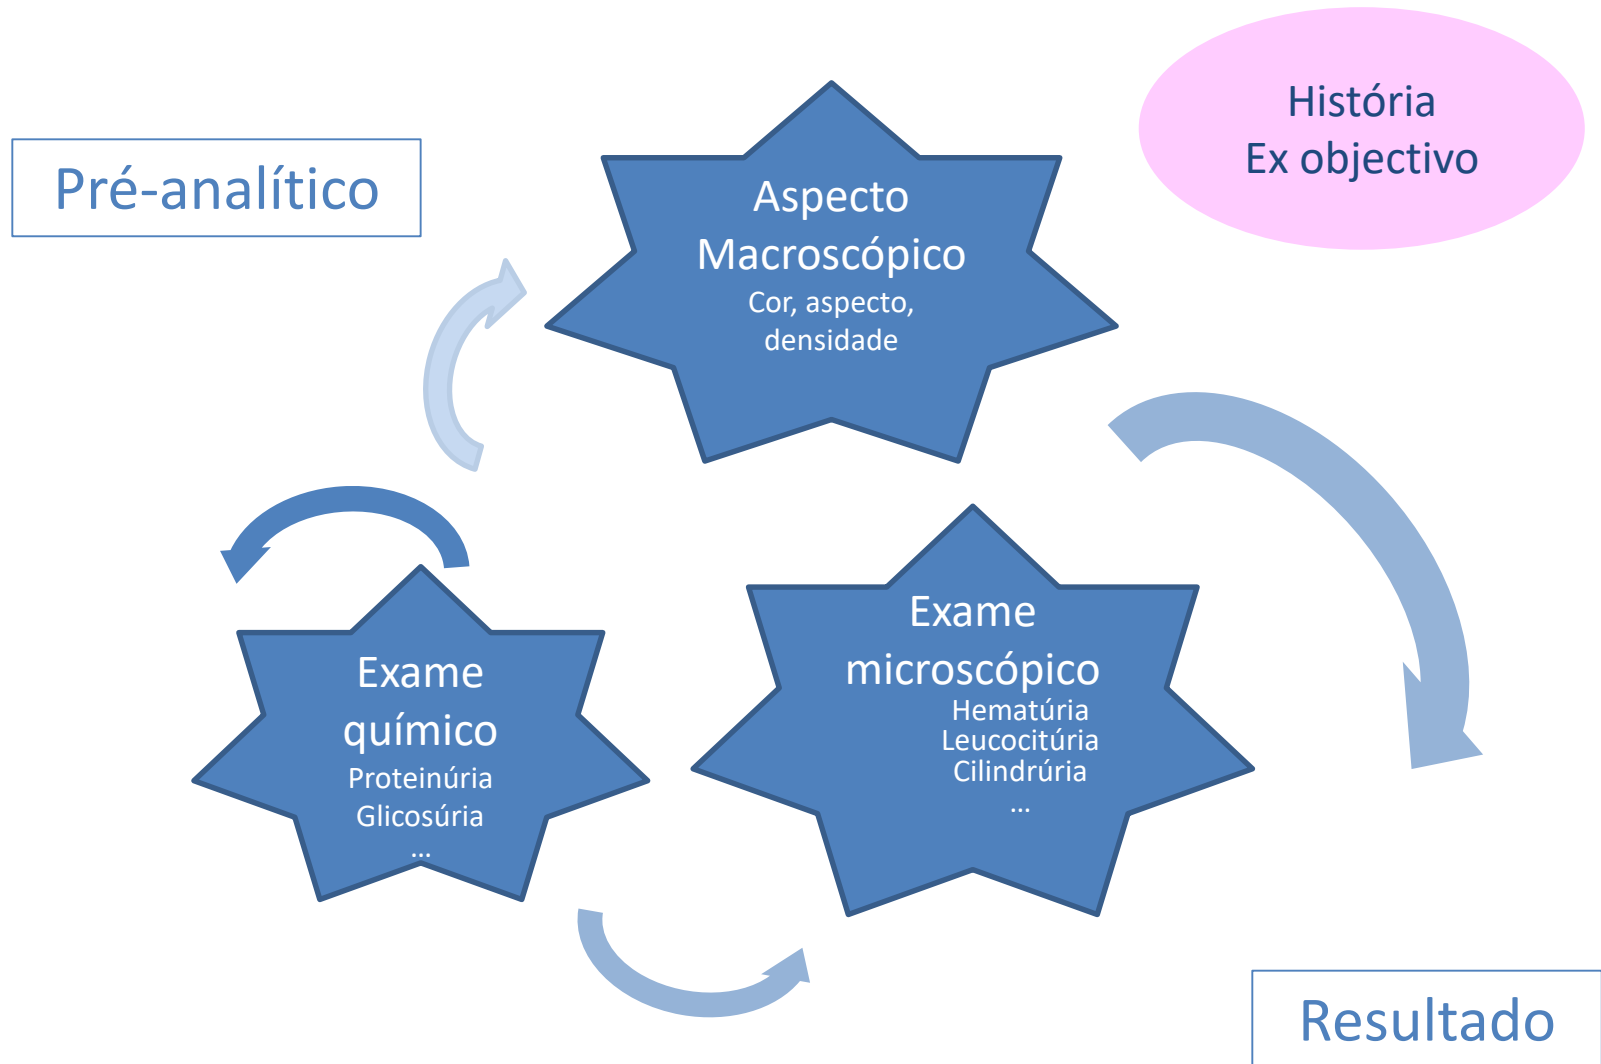 Pré-analítico
História
Ex objectivo
Aspecto
Macroscópico
Cor, aspecto,
densidade
Exame
químico
Proteinúria
Glicosúria
...
Exame
microscópico
Hematúria
Leucocitúria
Cilindrúria
...
Resultado